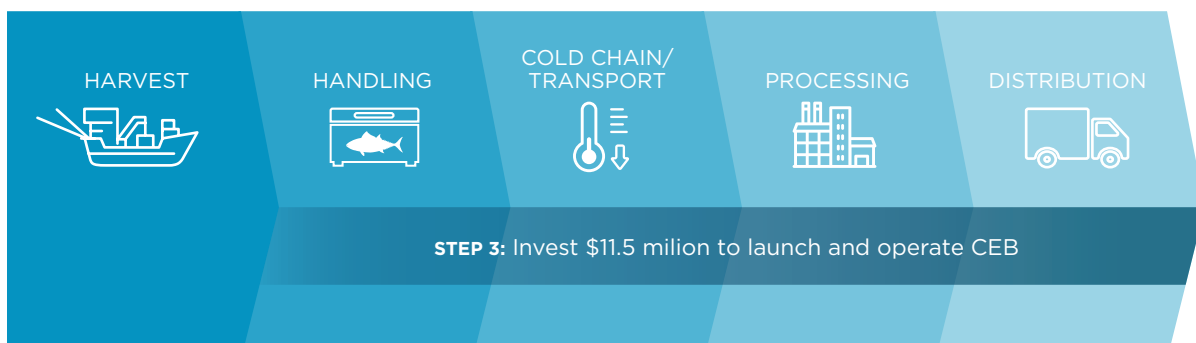 HARVEST
HANDLING
COLD CHAIN/
TRANSPORT
PROCESSING
DISTRIBUTION
STEP 3: Invest $11.5 milion to launch and operate CEB